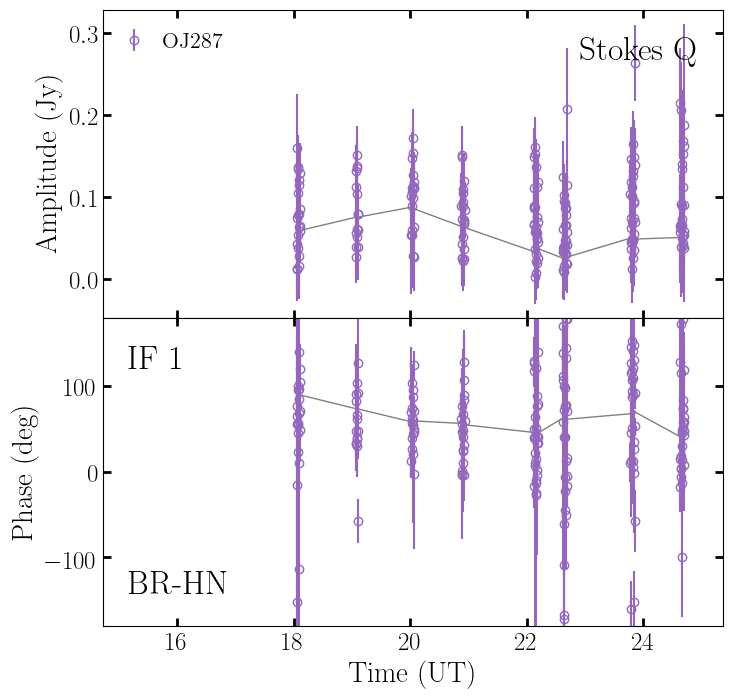 OJ287
Stokes Q
0.3
0.2
0.1
0.0
Amplitude (Jy)
IF 1
100
0
−100
Phase (deg)
BR-HN
16 18 20 22 24
Time (UT)